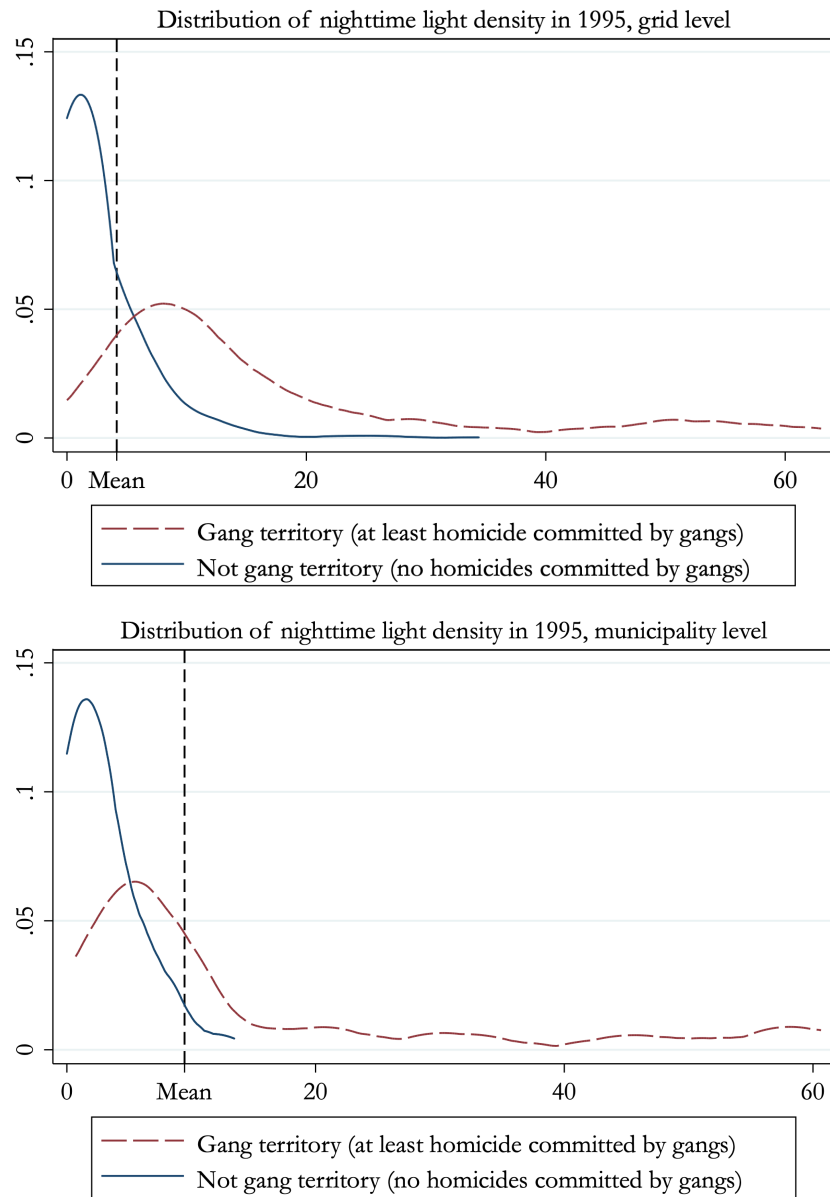 Distribution of nighttime light density in 1995, grid level
.15
.1
.05
0
0 Mean 20 40 60
Gang territory (at least homicide committed by gangs)
Not gang territory (no homicides committed by gangs)
Distribution of nighttime light density in 1995, municipality level
.15
.1
.05
0
0 Mean 20 40 60
Gang territory (at least homicide committed by gangs)
Not gang territory (no homicides committed by gangs)